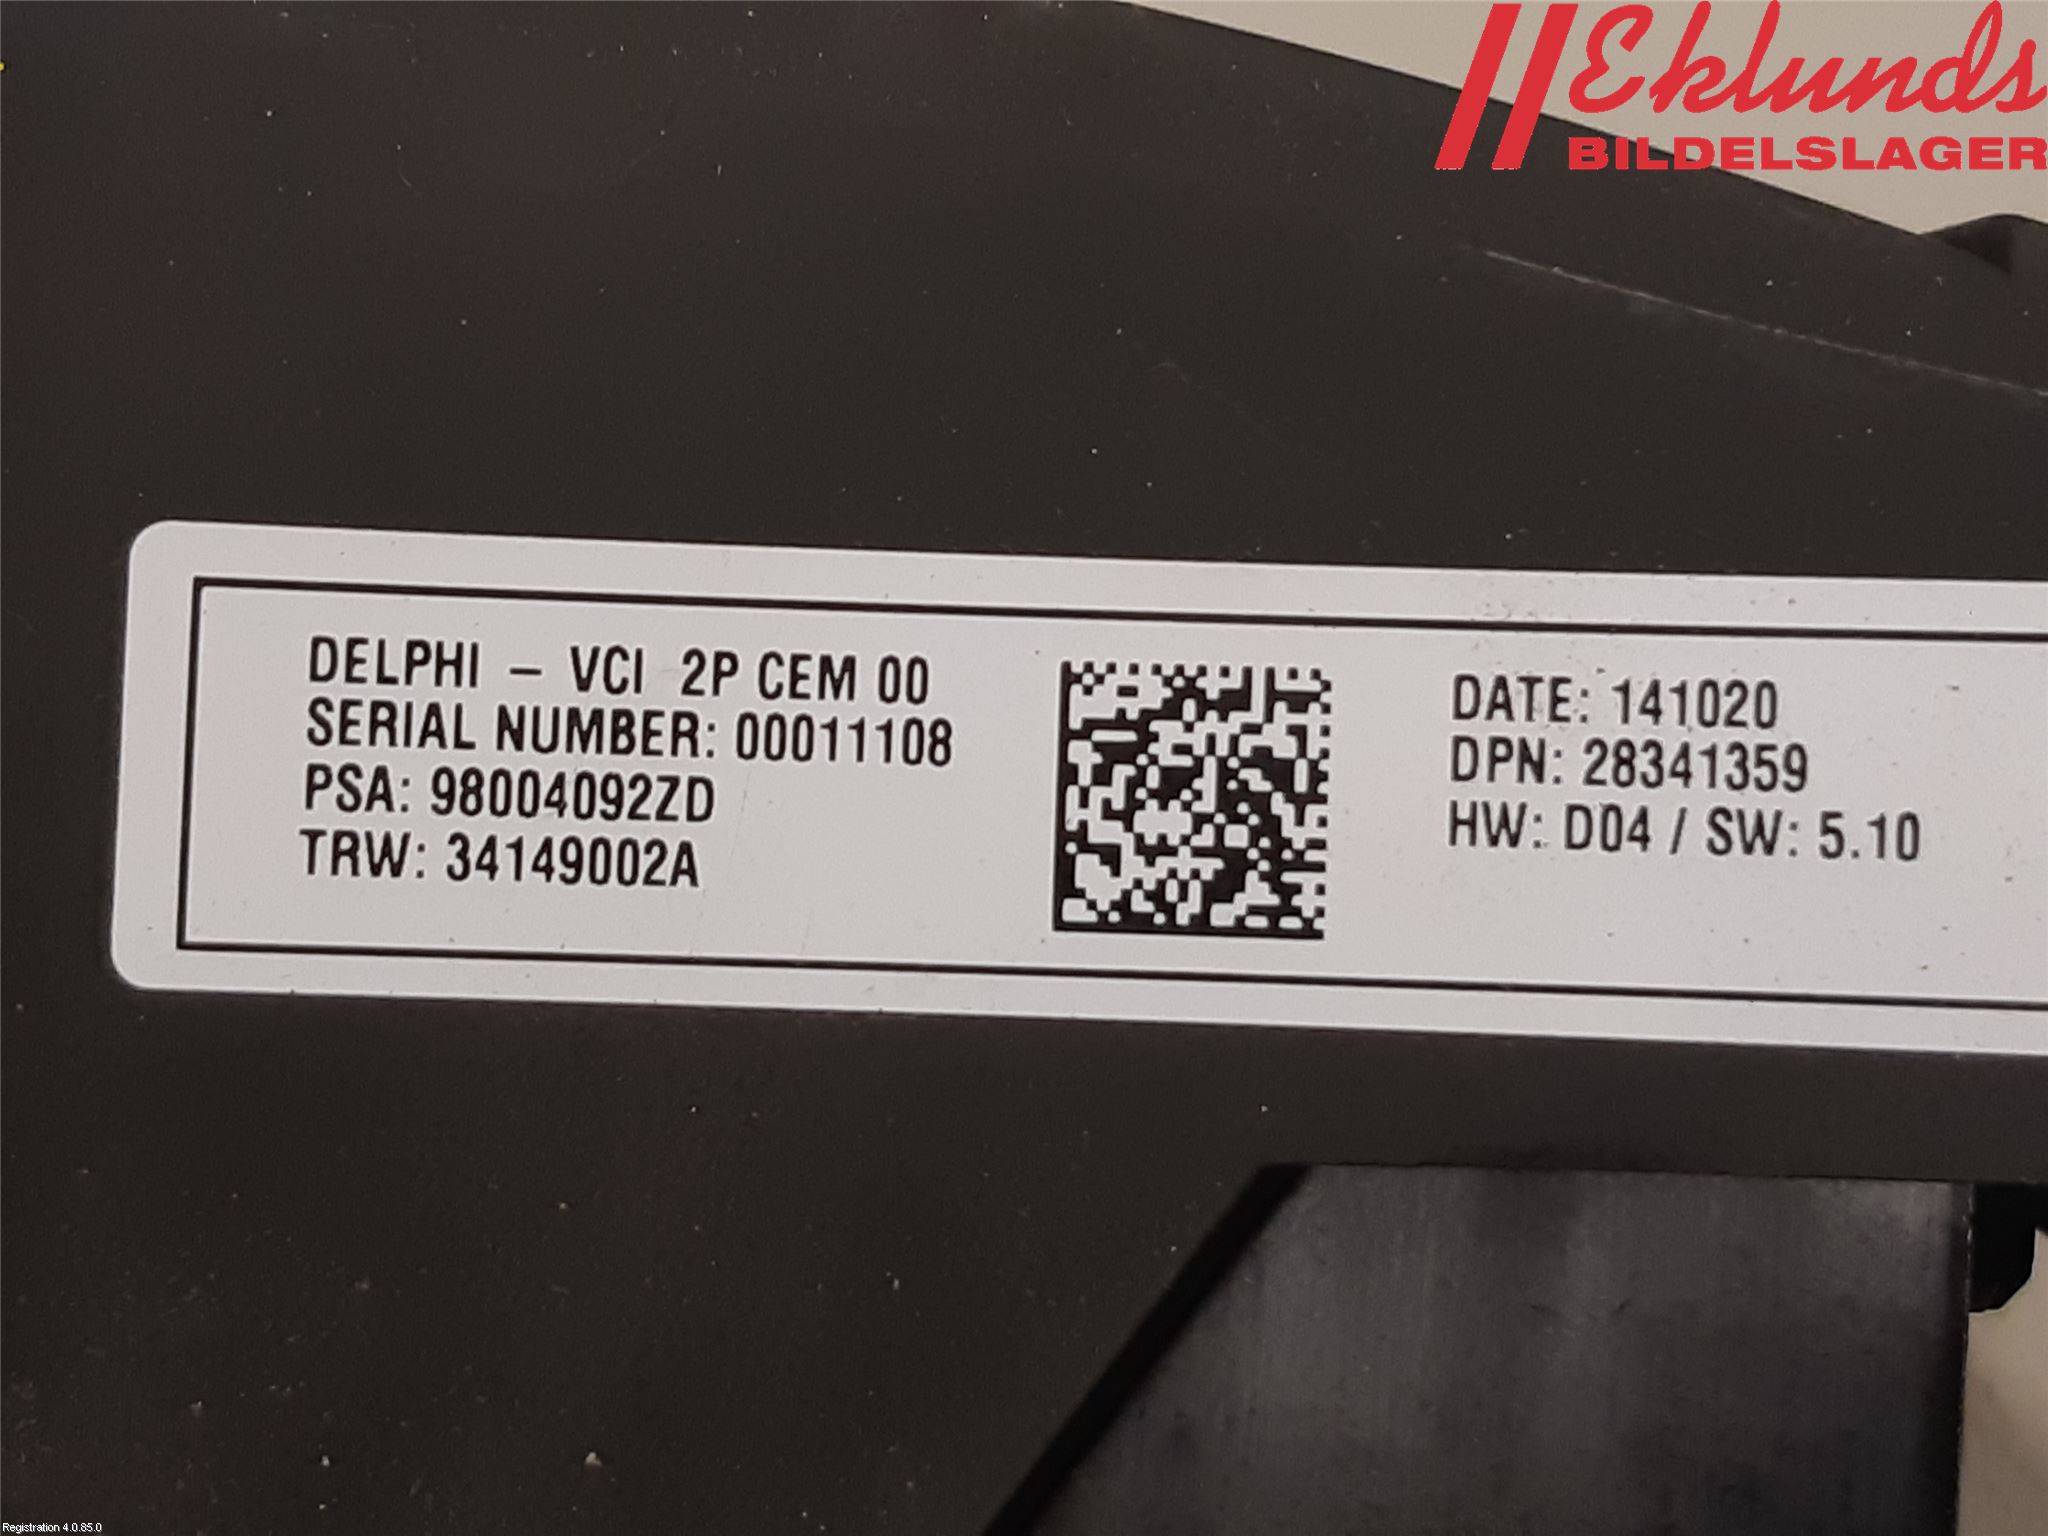 Eklunds
BILDELSLAGER
DELPHI - VCI 2P CEM 00
SERIAL NUMBER: 00011108
PSA: 98004092ZD
TRW: 34149002A
DATE: 141020
DPN: 28341359
HW: D04 / SW: 5.10
Registration 4.0.85.0